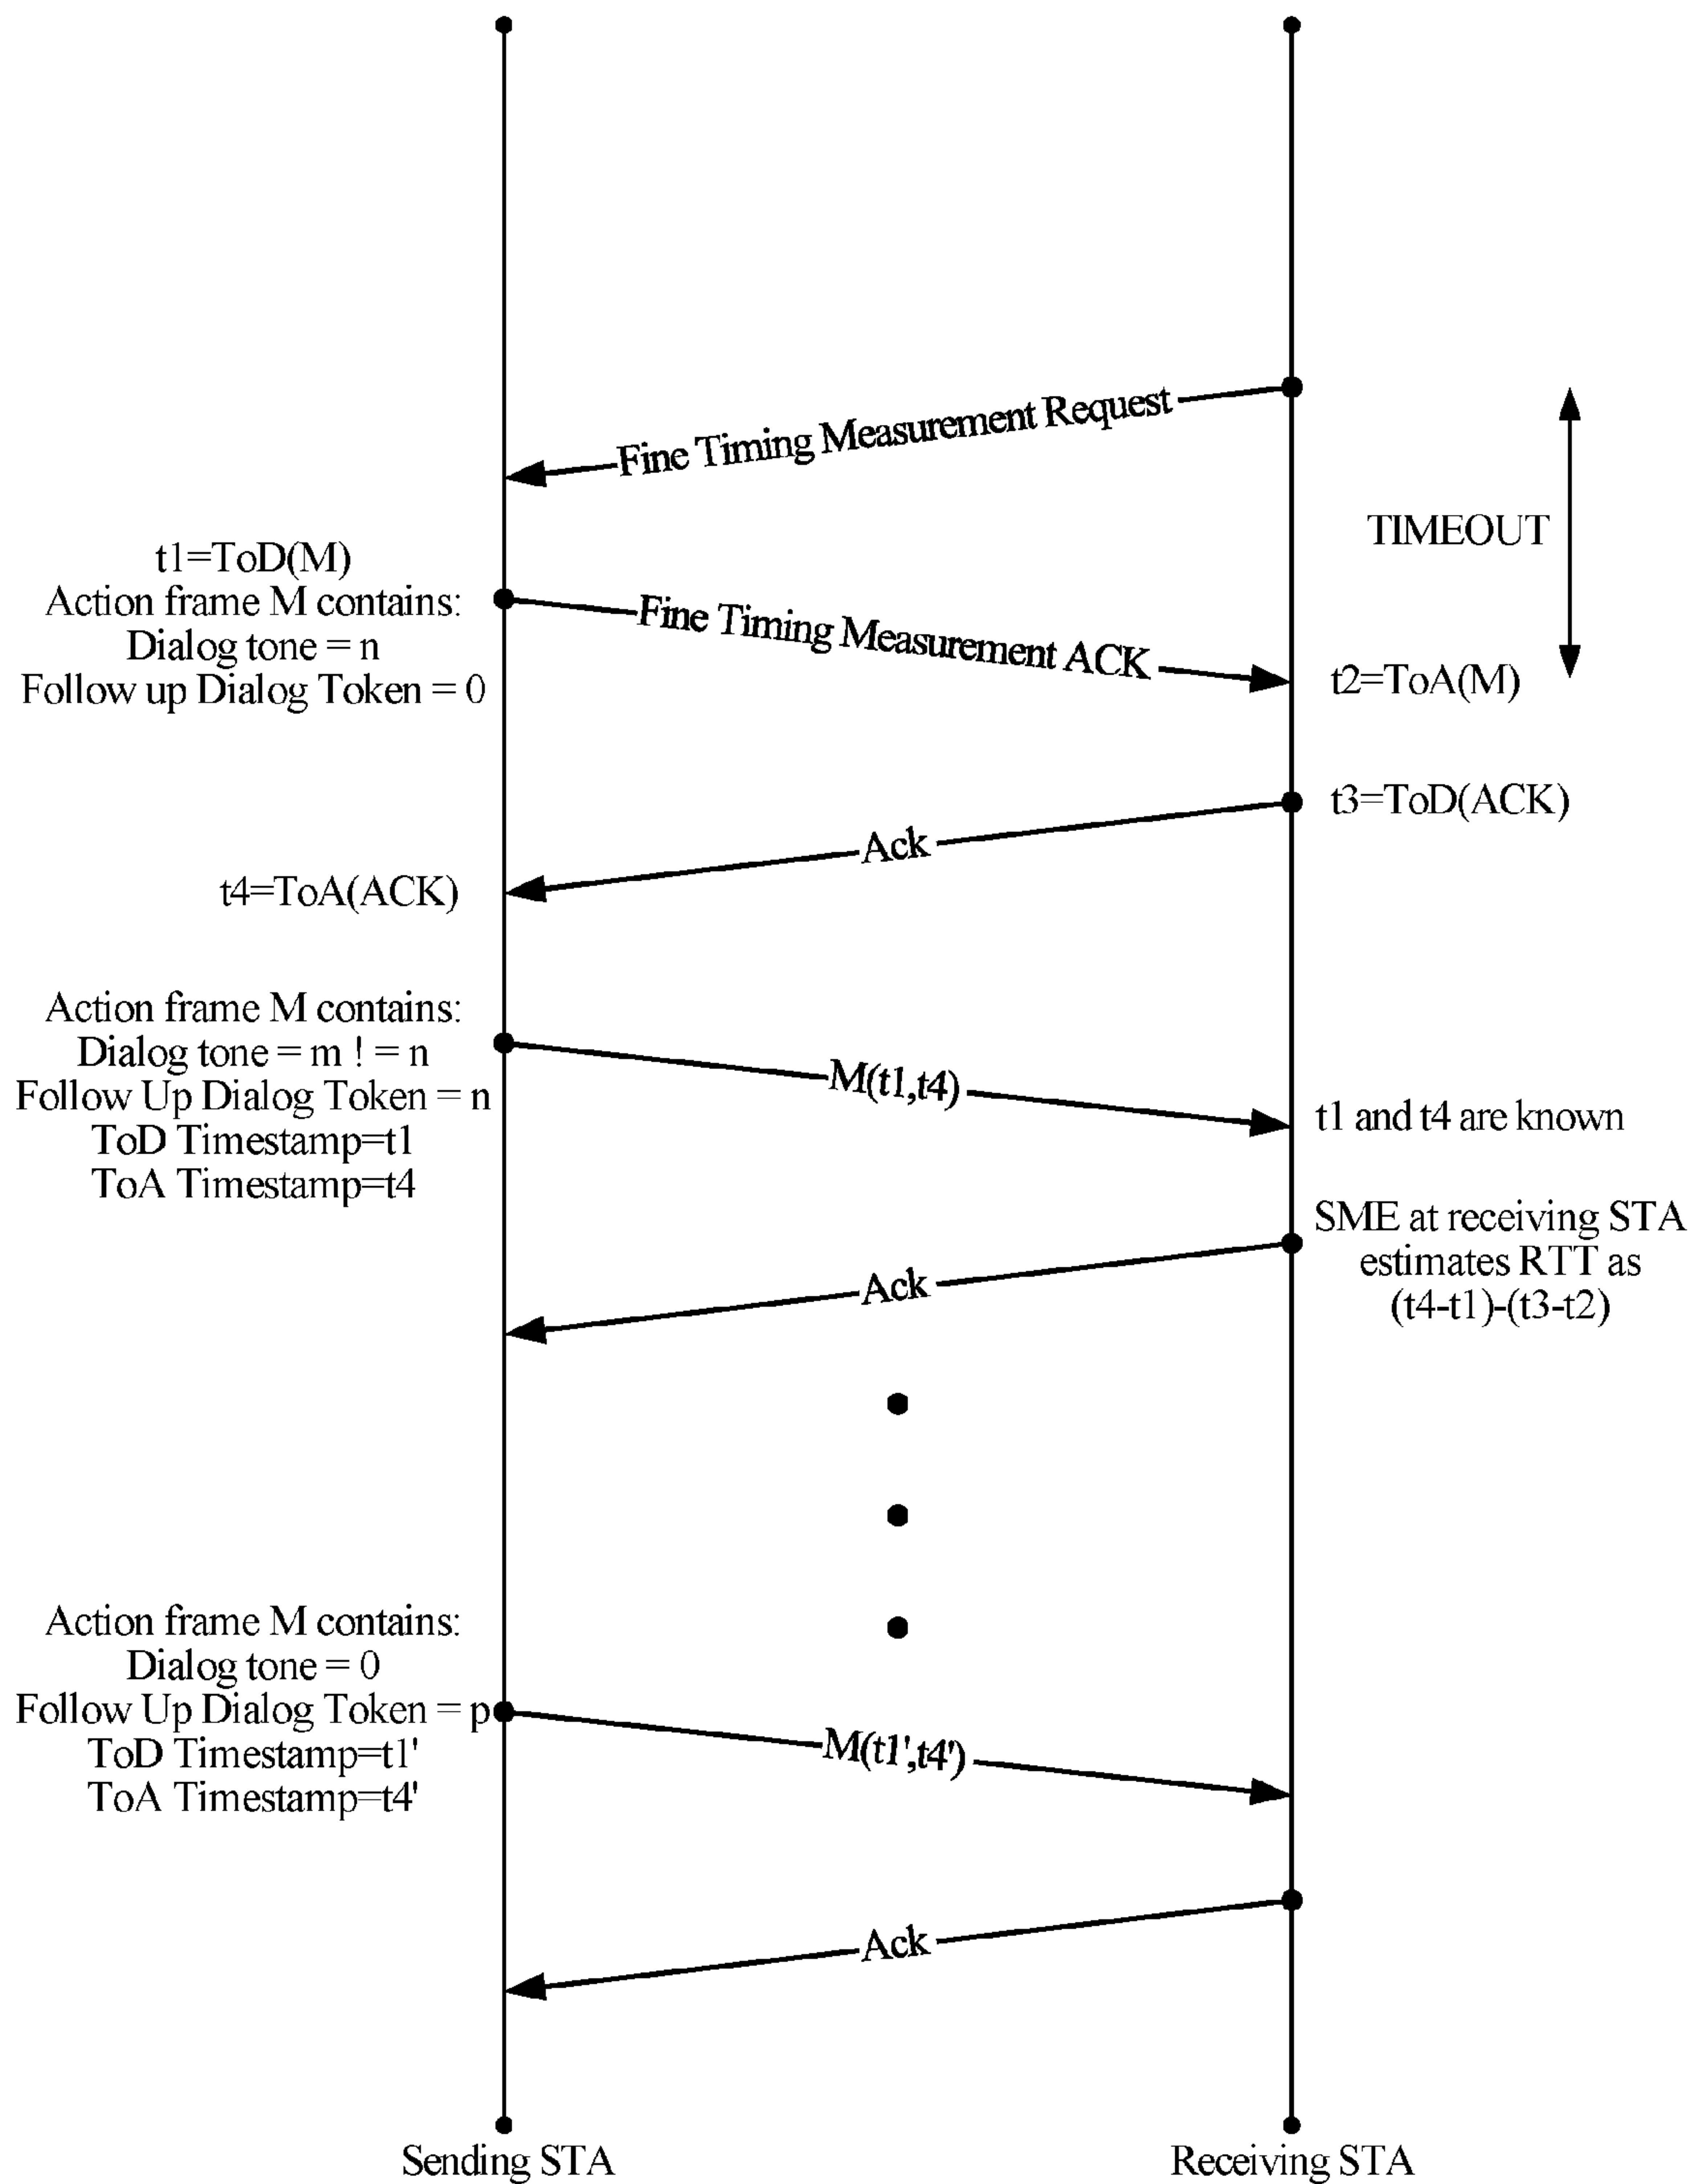 Fine Timing Measurement Request
TIMEOUT
t1=ToD(M)
Action frame M contains:
Dialog tone = n
Follow up Dialog Token = 0
Fine Timing Measurement ACK
t2=ToA(M)
t3=ToD(ACK)
Ack
t4=ToA(ACK)
Action frame M contains:
Dialog tone = m ! = n
Follow Up Dialog Token = n
ToD Timestamp=t1
ToA Timestamp=t4
M(t1,t4)
t1 and t4 are known
SME at receiving STA
estimates RTT as
(t4-t1)-(t3-t2)
Ack
Action frame M contains:
Dialog tone = 0
Follow Up Dialog Token = p
ToD Timestamp=t1'
ToA Timestamp=t4'
M(t1',t4')
Ack
Sending STA
Receiving STA